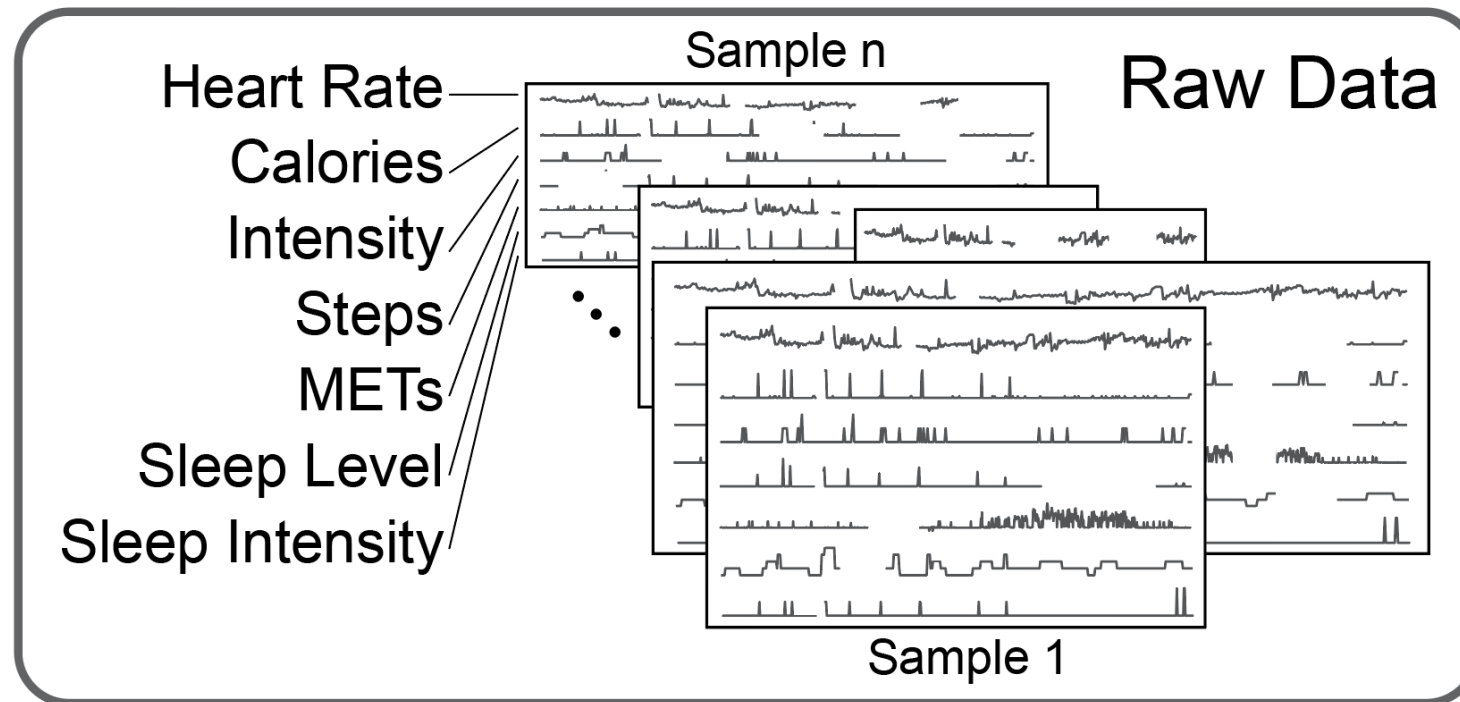 Sample n
Raw Data
Heart Rate
Calories
Intensity
Steps
METs
Sleep Level
Sleep Intensity
Sample 1